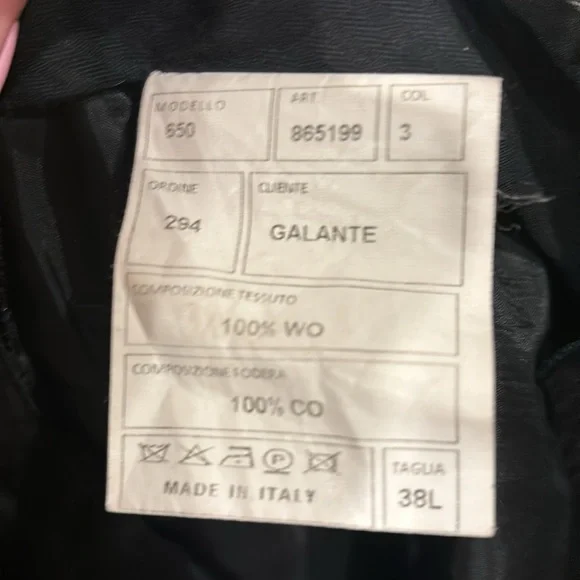 MODELLO
650
ART
865199
COL
3
ORDINE
294
CLIENTE
GALANTE
COMPOSIZIONE TESSUTO
100% WO
COMPOSIZIONE FODERA
100% CO
P
MADE IN ITALY
TAGLIA
38L